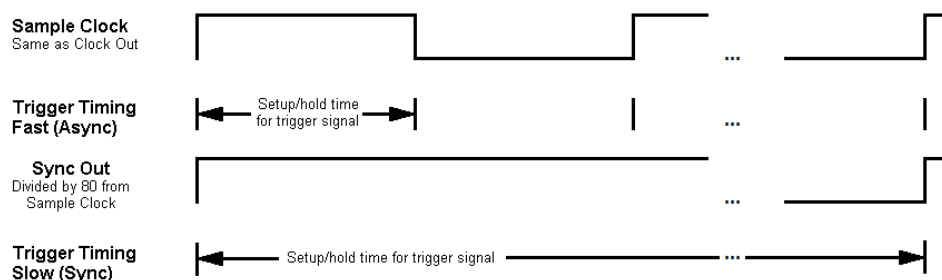 Sample Clock
Same as Clock Out
...
Trigger Timing
Fast (Async)
Setup/hold time
for trigger signal
...
Sync Out
Divided by 80 from
Sample Clock
...
Trigger Timing
Slow (Sync)
Setup/hold time for trigger signal
...